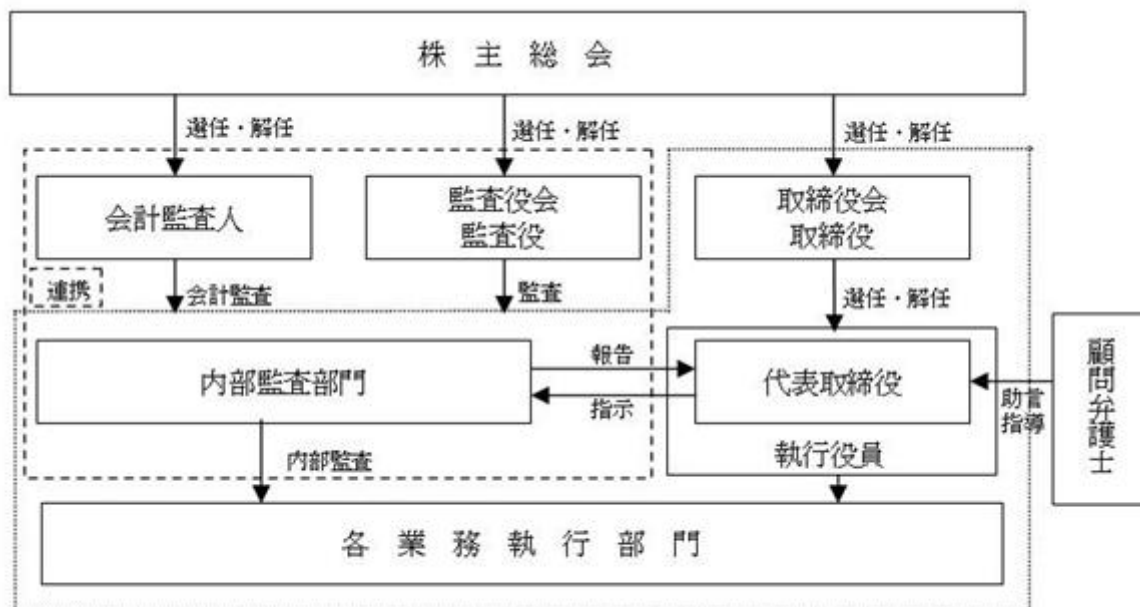 株主総会
選任・解任
選任・解任
選任・解任
会計監査人
監査役会
監査役
取締役会
取締役
連携
会計監査
監査
選任・解任
内部監査部門
報告
指示
代表取締役
助言
指導
顧問弁護士
執行役員
内部監査
各業務執行部門